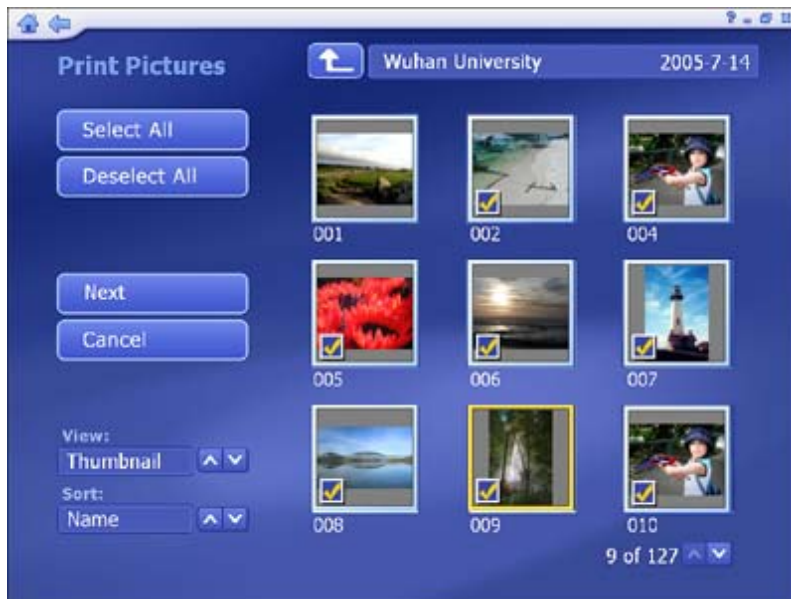 Print Pictures
Wuhan University 2005-7-14
Select All
Deselect All
Next
Cancel
View:
Thumbnail
Sort:
Name
001 002 004
005 006 007
008 009 010
9 of 127